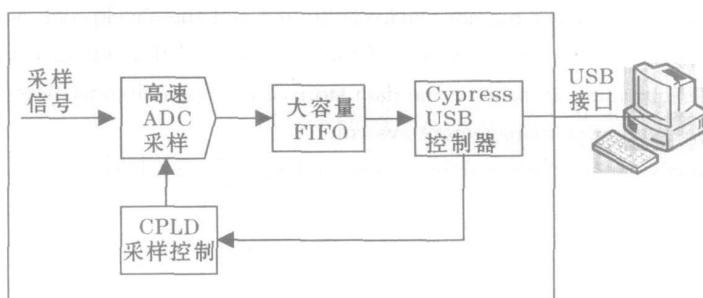 采样
信号
高速
ADC
采样
大容量
FIFO
Cypress
USB
控制器
USB
接口
CPLD
采样控制